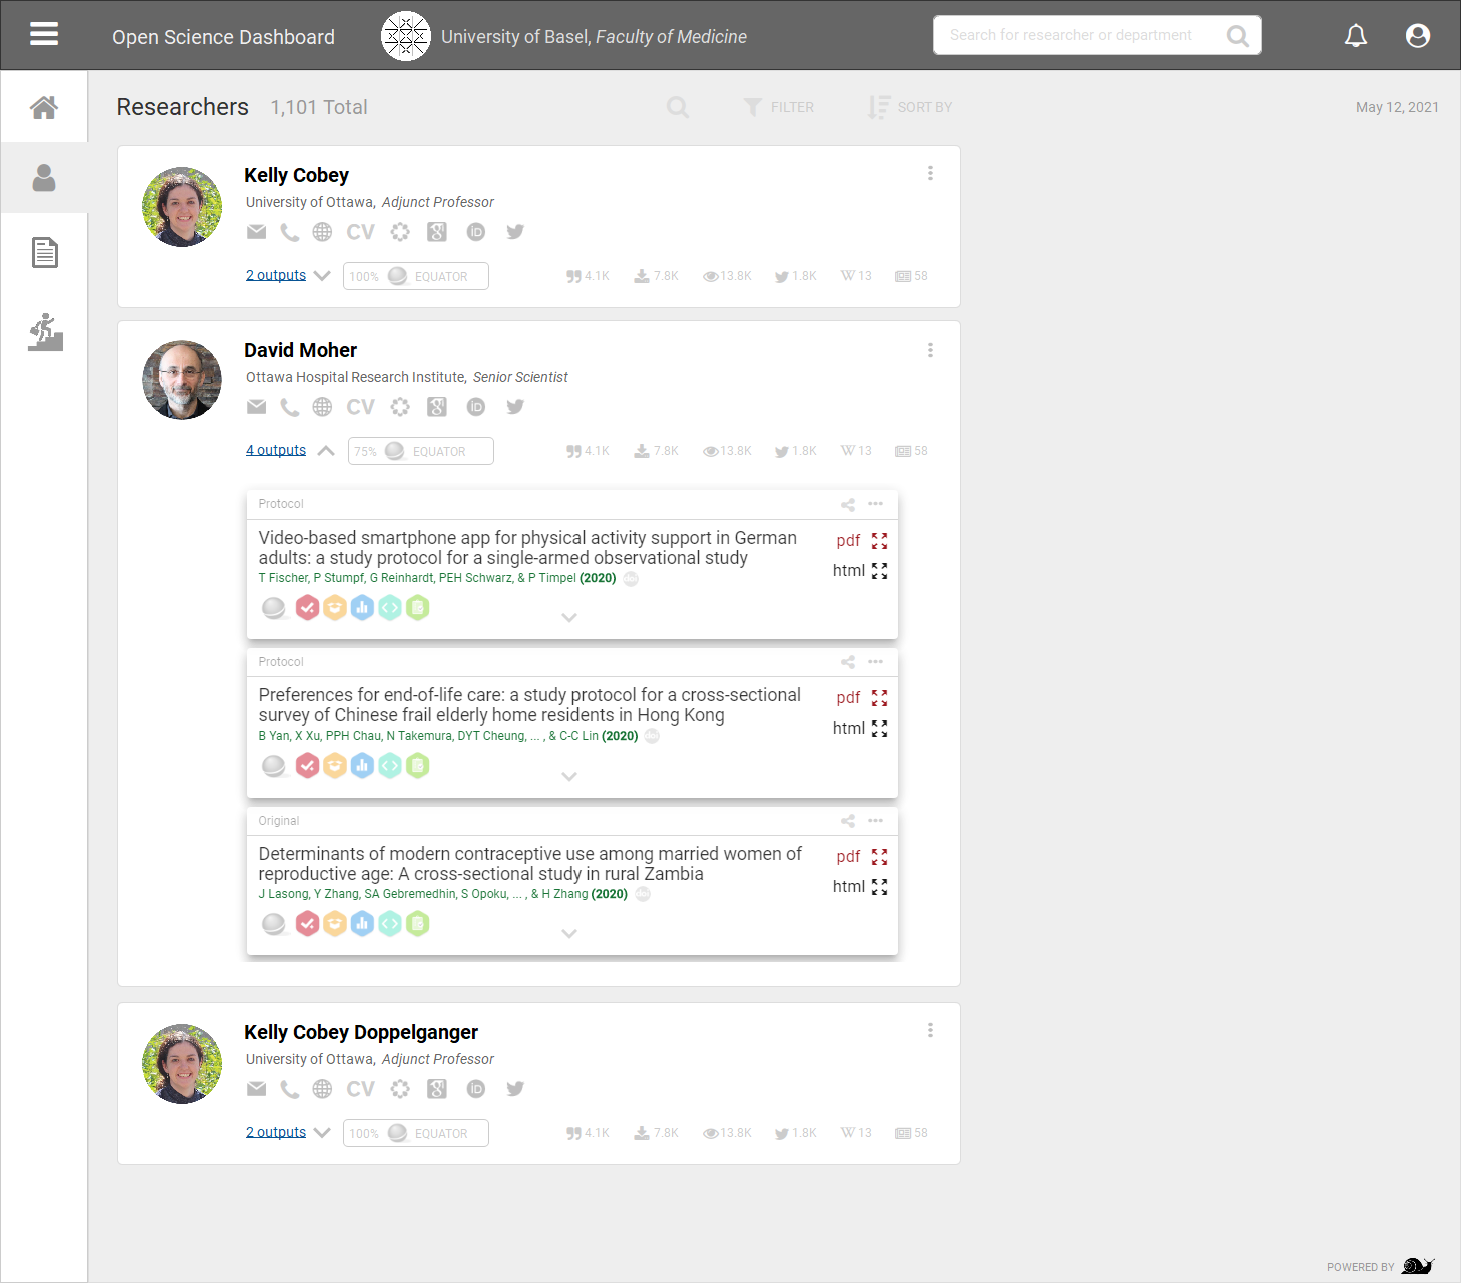 Open Science Dashboard
University of Basel, Faculty of Medicine
Search for researcher or department
Researchers 1,101 Total
FILTER
SORT BY
May 12, 2021
Kelly Cobey
University of Ottawa, Adjunct Professor
CV
8
iD
2 outputs
100% EQUATOR
4.1K 7.8K 13.8K 1.8K W 13 58
David Moher
Ottawa Hospital Research Institute, Senior Scientist
CV
8
iD
4 outputs
75% EQUATOR
4.1K 7.8K 13.8K 1.8K W 13 58
Protocol
Video-based smartphone app for physical activity support in German
adults: a study protocol for a single-armed observational study
pdf
html
T Fischer, P Stumpf, G Reinhardt, PEH Schwarz, & P Timpel (2020)
Protocol
Preferences for end-of-life care: a study protocol for a cross-sectional
survey of Chinese frail elderly home residents in Hong Kong
pdf
html
B Yan, X Xu, PPH Chau, N Takemura, DYT Cheung, ... , & C-C Lin (2020)
Original
Determinants of modern contraceptive use among married women of
reproductive age: A cross-sectional study in rural Zambia
pdf
html
J Lasong, Y Zhang, SA Gebremedhin, S Opoku, ... , & H Zhang (2020)
Kelly Cobey Doppelganger
University of Ottawa, Adjunct Professor
CV
8
iD
2 outputs
100% EQUATOR
4.1K 7.8K 13.8K 1.8K W 13 58
POWERED BY